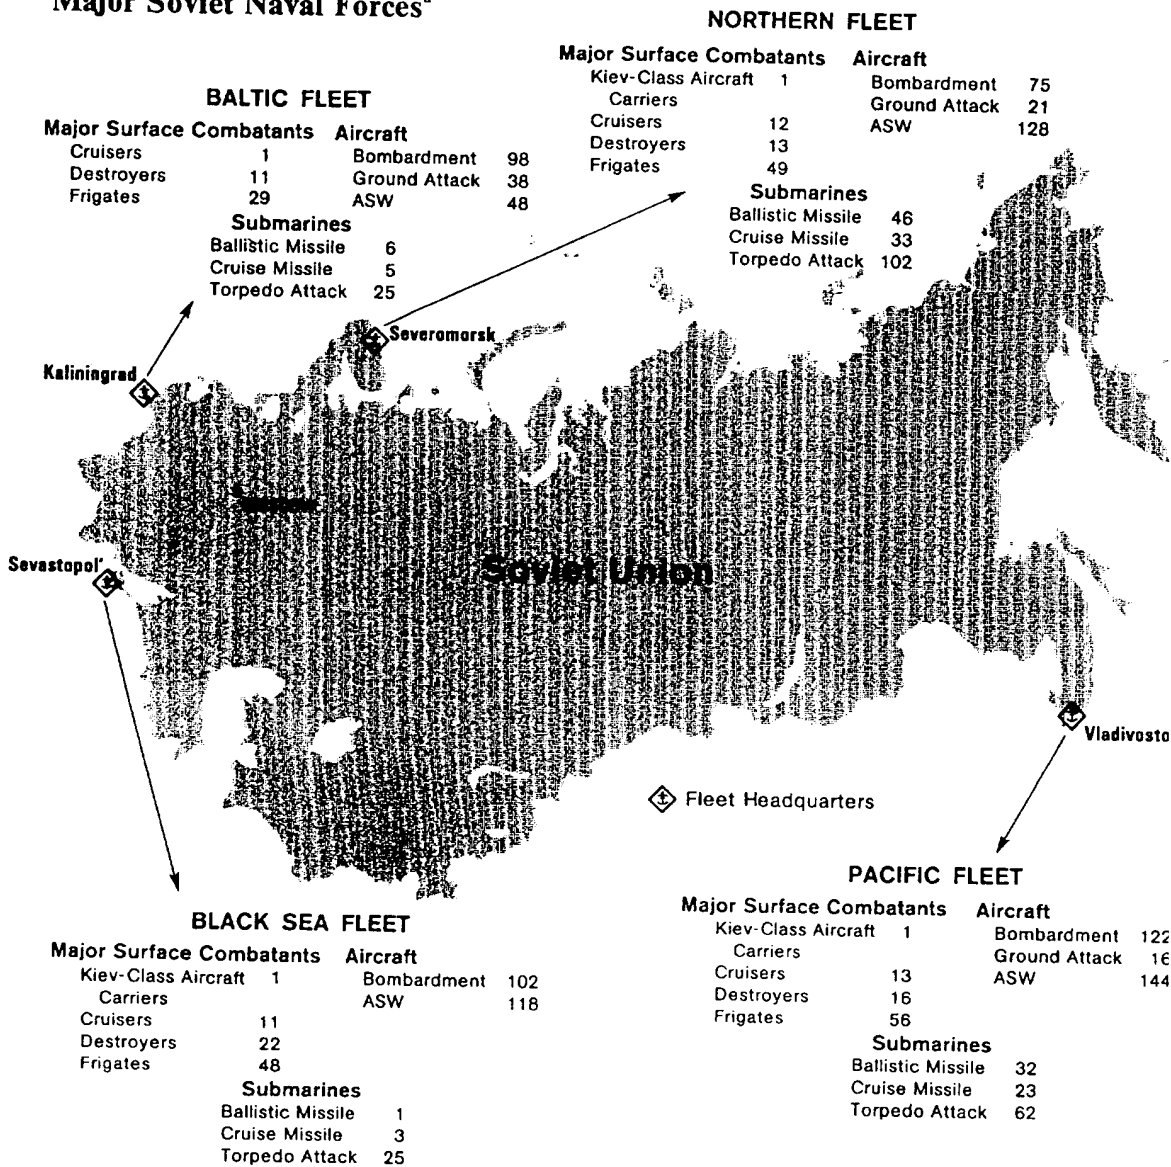 Major Soviet Naval Forces
NORTHERN FLEET
Major Surface Combatants Aircraft
Kiev-Class Aircraft 1 Bombardment 75
Carriers Ground Attack 21
Cruisers 12 ASW 128
Destroyers 13
Frigates 49
Submarines
Ballistic Missile 46
Cruise Missile 33
Torpedo Attack 102
BALTIC FLEET
Major Surface Combatants Aircraft
Cruisers 1 Bombardment 98
Destroyers 11 Ground Attack 38
Frigates 29 ASW 48
Submarines
Ballistic Missile 6
Cruise Missile 5
Torpedo Attack 25
Severomorsk
Kaliningrad
Moscow
Sevastopol'
Soviet Union
Vladivosto
Fleet Headquarters
BLACK SEA FLEET
Major Surface Combatants Aircraft
Kiev-Class Aircraft 1 Bombardment 102
Carriers ASW 118
Cruisers 11
Destroyers 22
Frigates 48
Submarines
Ballistic Missile 1
Cruise Missile 3
Torpedo Attack 25
PACIFIC FLEET
Major Surface Combatants Aircraft
Kiev-Class Aircraft 1 Bombardment 122
Carriers Ground Attack 16
Cruisers 13 ASW 144
Destroyers 16
Frigates 56
Submarines
Ballistic Missile 32
Cruise Missile 23
Torpedo Attack 62